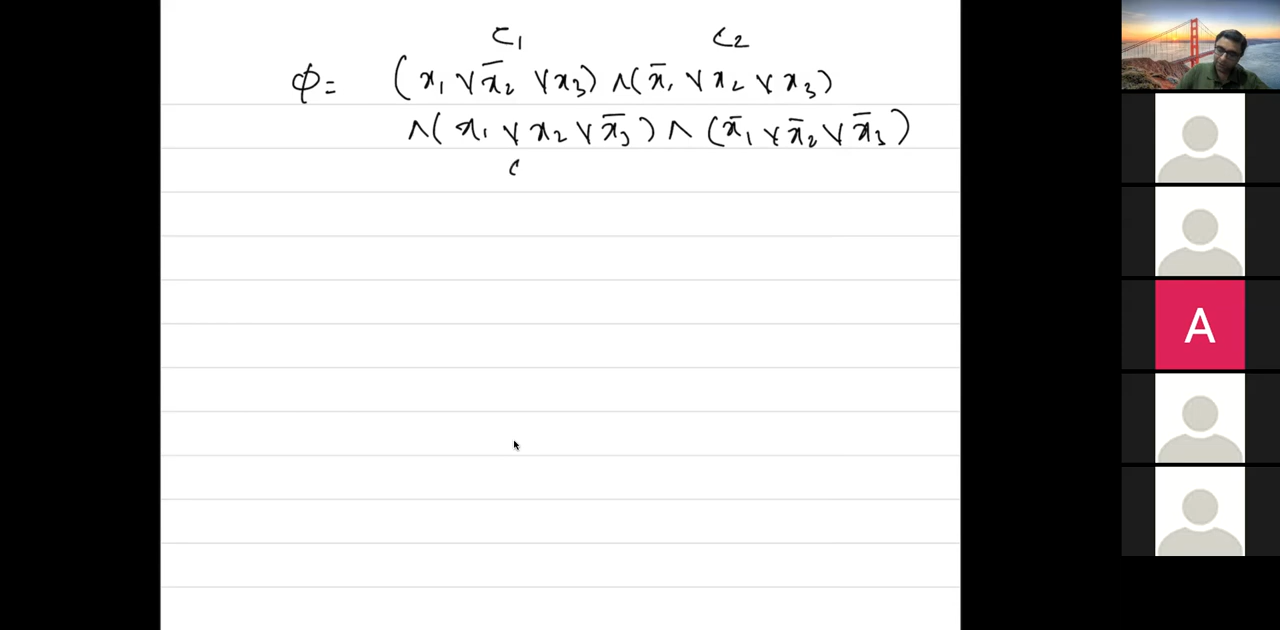 C₁ C₂
φ = (x₁ ∨ x̄₂ ∨ x₃) ∧ (x̄₁ ∨ x₂ ∨ x₃)
∧ (x₁ ∨ x₂ ∨ x̄₃) ∧ (x̄₁ ∨ x̄₂ ∨ x̄₃)
C
A